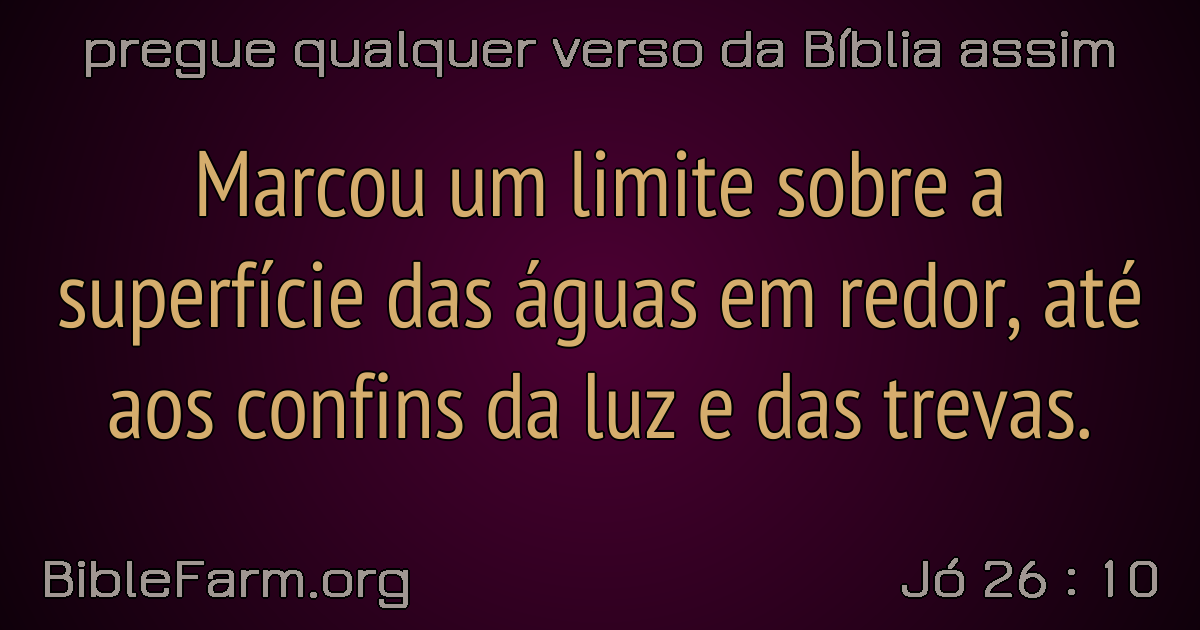 pregue qualquer verso da Bíblia assim
Marcou um limite sobre a
superfície das águas em redor, até
aos confins da luz e das trevas.
BibleFarm.org
Jó 26 : 10